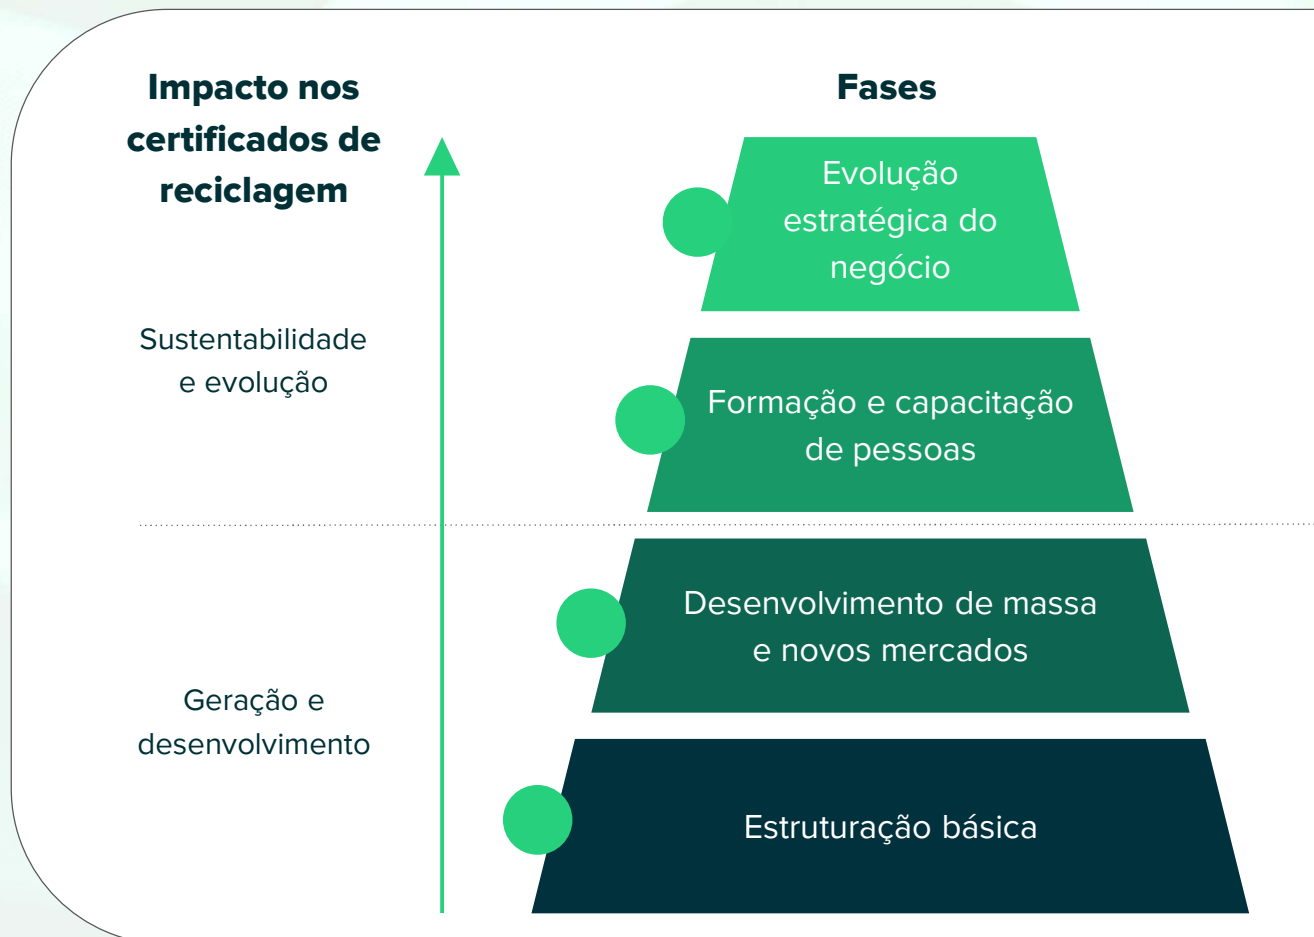 Impacto nos
certificados de
reciclagem
Fases
Evolução
estratégica do
negócio
Sustentabilidade
e evolução
Formação e capacitação
de pessoas
Desenvolvimento de massa
e novos mercados
Geração e
desenvolvimento
Estruturação básica